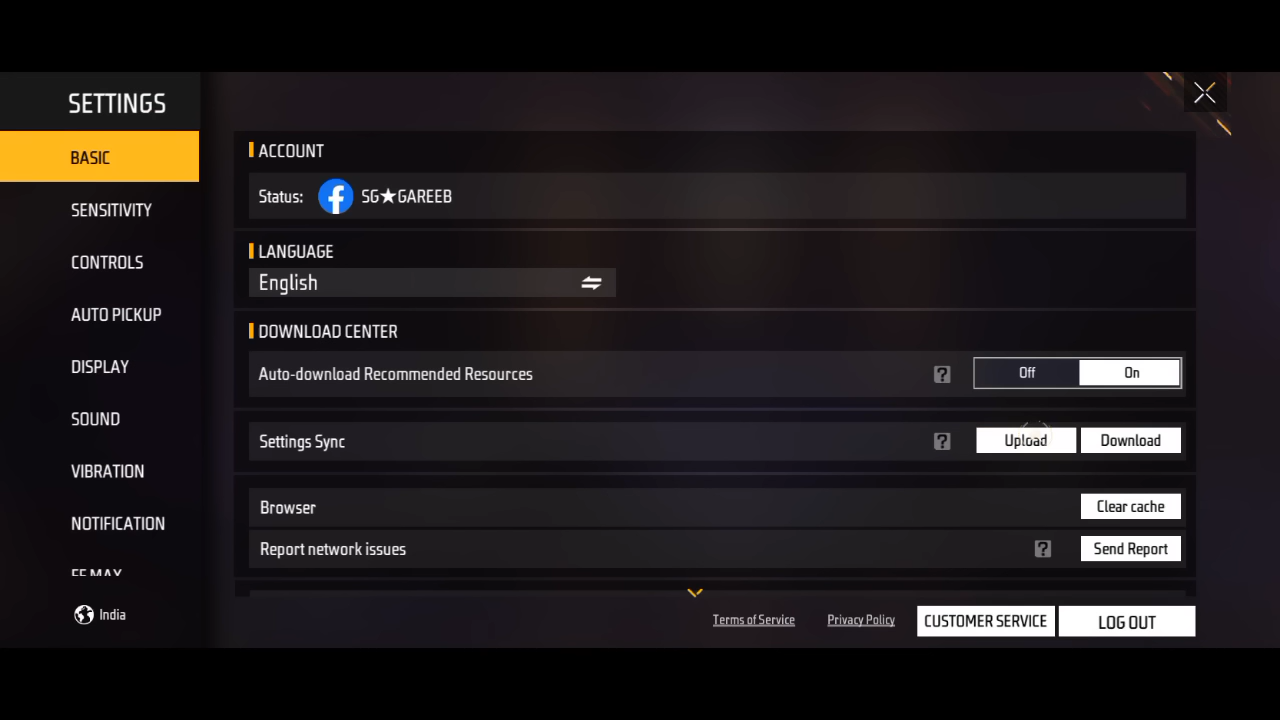 SETTINGS
BASIC
SENSITIVITY
CONTROLS
AUTO PICKUP
DISPLAY
SOUND
VIBRATION
NOTIFICATION
FF MAX
India
ACCOUNT
Status: SG★GAREEB
LANGUAGE
English
DOWNLOAD CENTER
Auto-download Recommended Resources ? Off On
Settings Sync ? Upload Download
Browser Clear cache
Report network issues ? Send Report
Terms of Service Privacy Policy CUSTOMER SERVICE LOG OUT